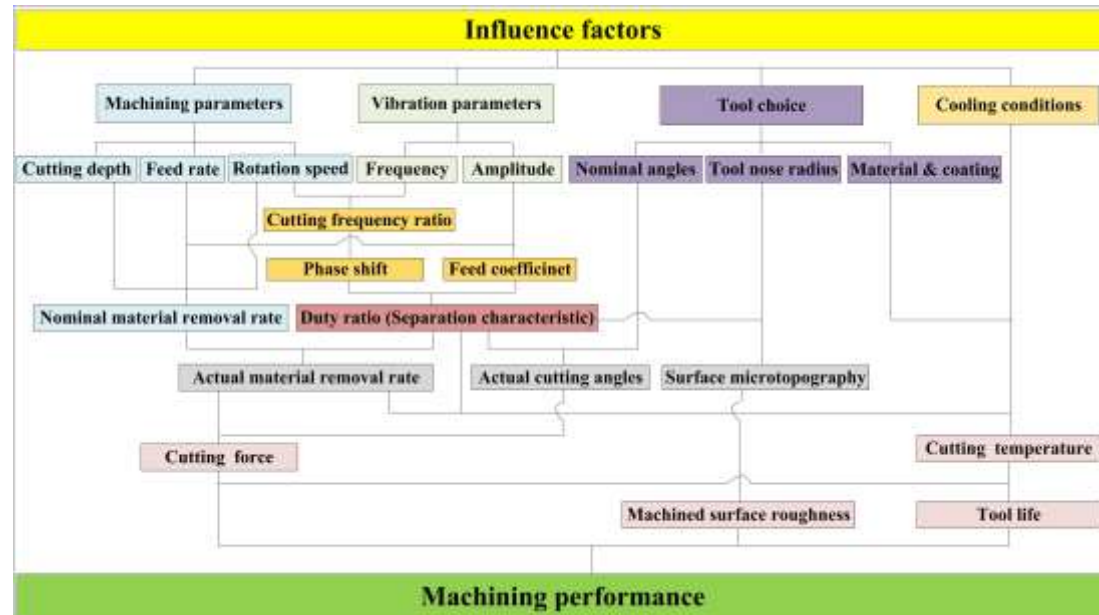 Influence factors
Machining parameters
Vibration parameters
Tool choice
Cooling conditions
Cutting depth
Feed rate
Rotation speed
Frequency
Amplitude
Nominal angles
Tool nose radius
Material & coating
Cutting frequency ratio
Phase shift
Feed coefficinet
Nominal material removal rate
Duty ratio (Separation characteristic)
Actual material removal rate
Actual cutting angles
Surface microtopography
Cutting force
Cutting temperature
Machined surface roughness
Tool life
Machining performance